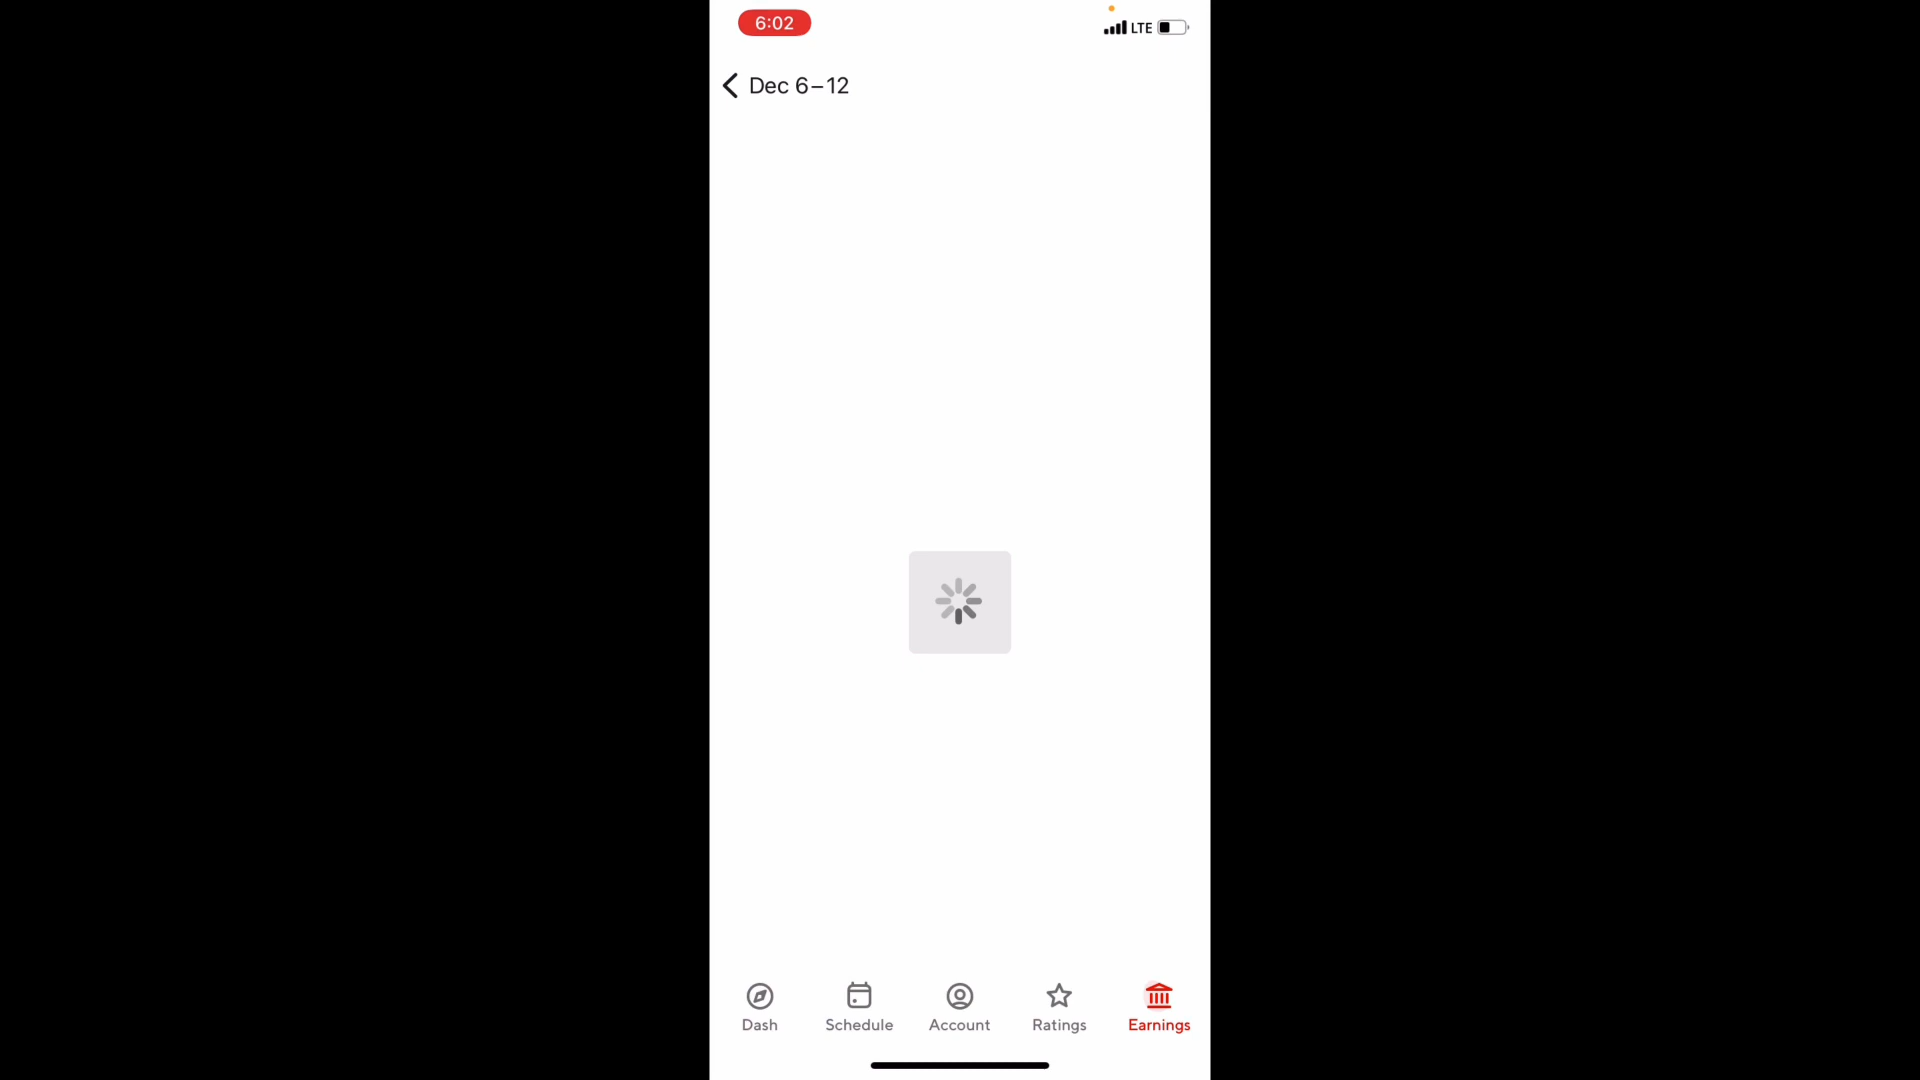 6:02
LTE
Dec 6–12
Dash
Schedule
Account
Ratings
Earnings